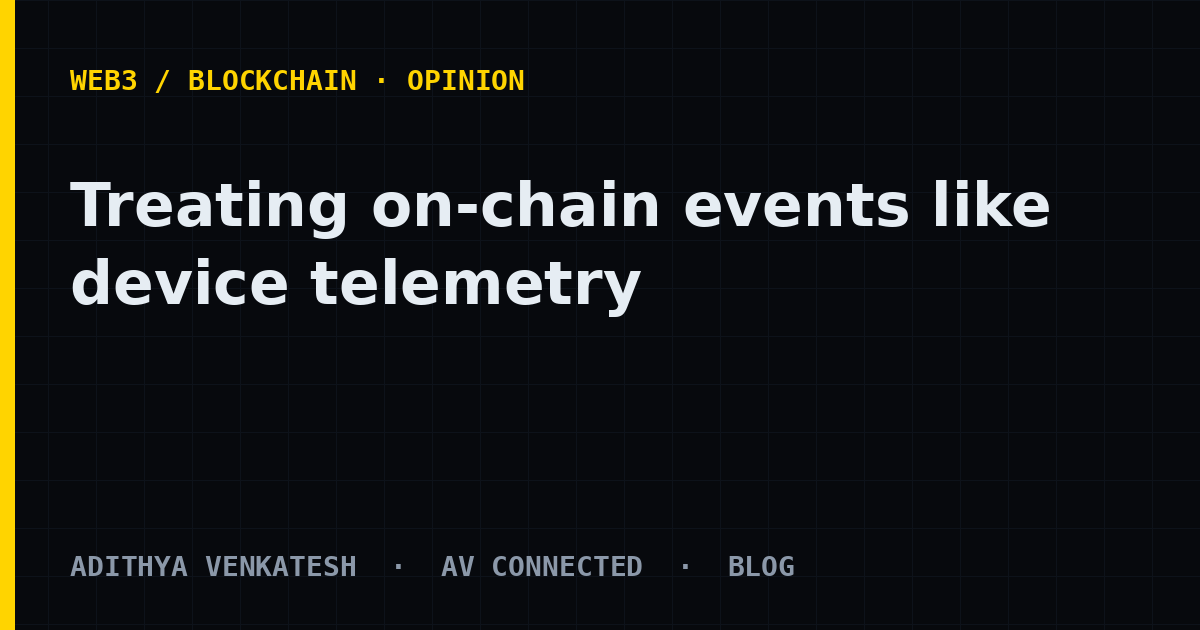 WEB3 / BLOCKCHAIN · OPINION
Treating on-chain events like
device telemetry
ADITHYA VENKATESH · AV CONNECTED · BLOG